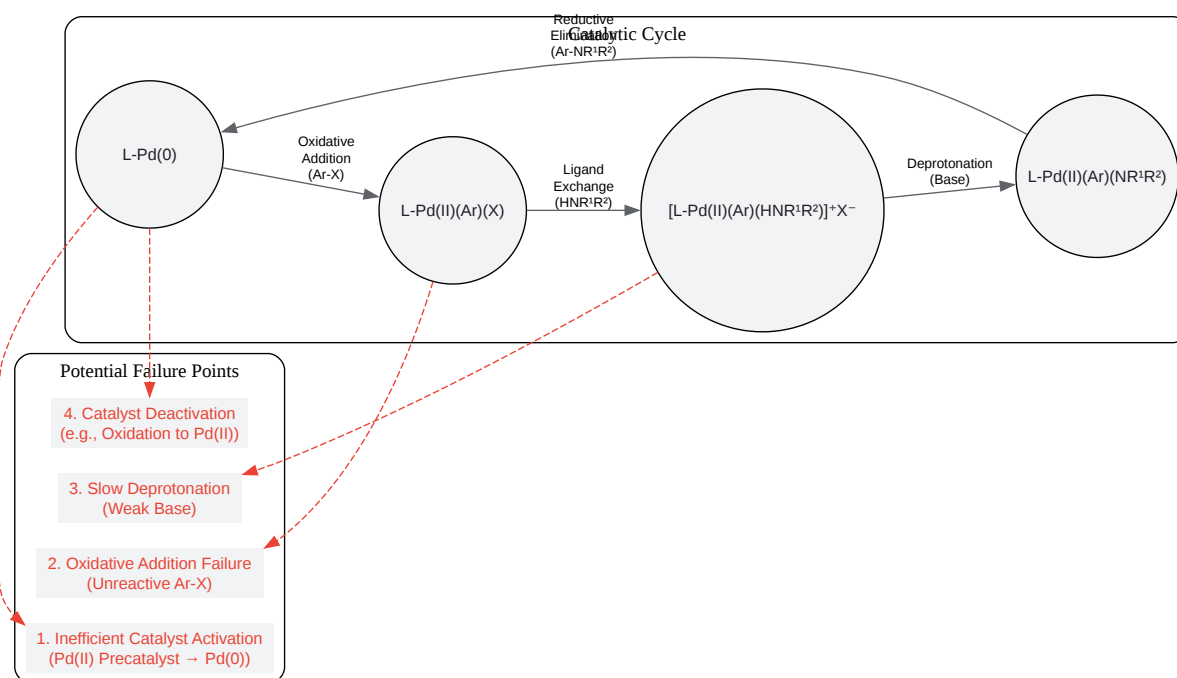 Catalytic Cycle
Reductive
Elimination
(Ar-NR¹R²)
L-Pd(0)
Oxidative
Addition
(Ar-X)
L-Pd(II)(Ar)(X)
Ligand
Exchange
(HNR¹R²)
[L-Pd(II)(Ar)(HNR¹R²)]⁺X⁻
Deprotonation
(Base)
L-Pd(II)(Ar)(NR¹R²)
Potential Failure Points
4. Catalyst Deactivation
(e.g., Oxidation to Pd(II))
3. Slow Deprotonation
(Weak Base)
2. Oxidative Addition Failure
(Unreactive Ar-X)
1. Inefficient Catalyst Activation
(Pd(II) Precatalyst → Pd(0))